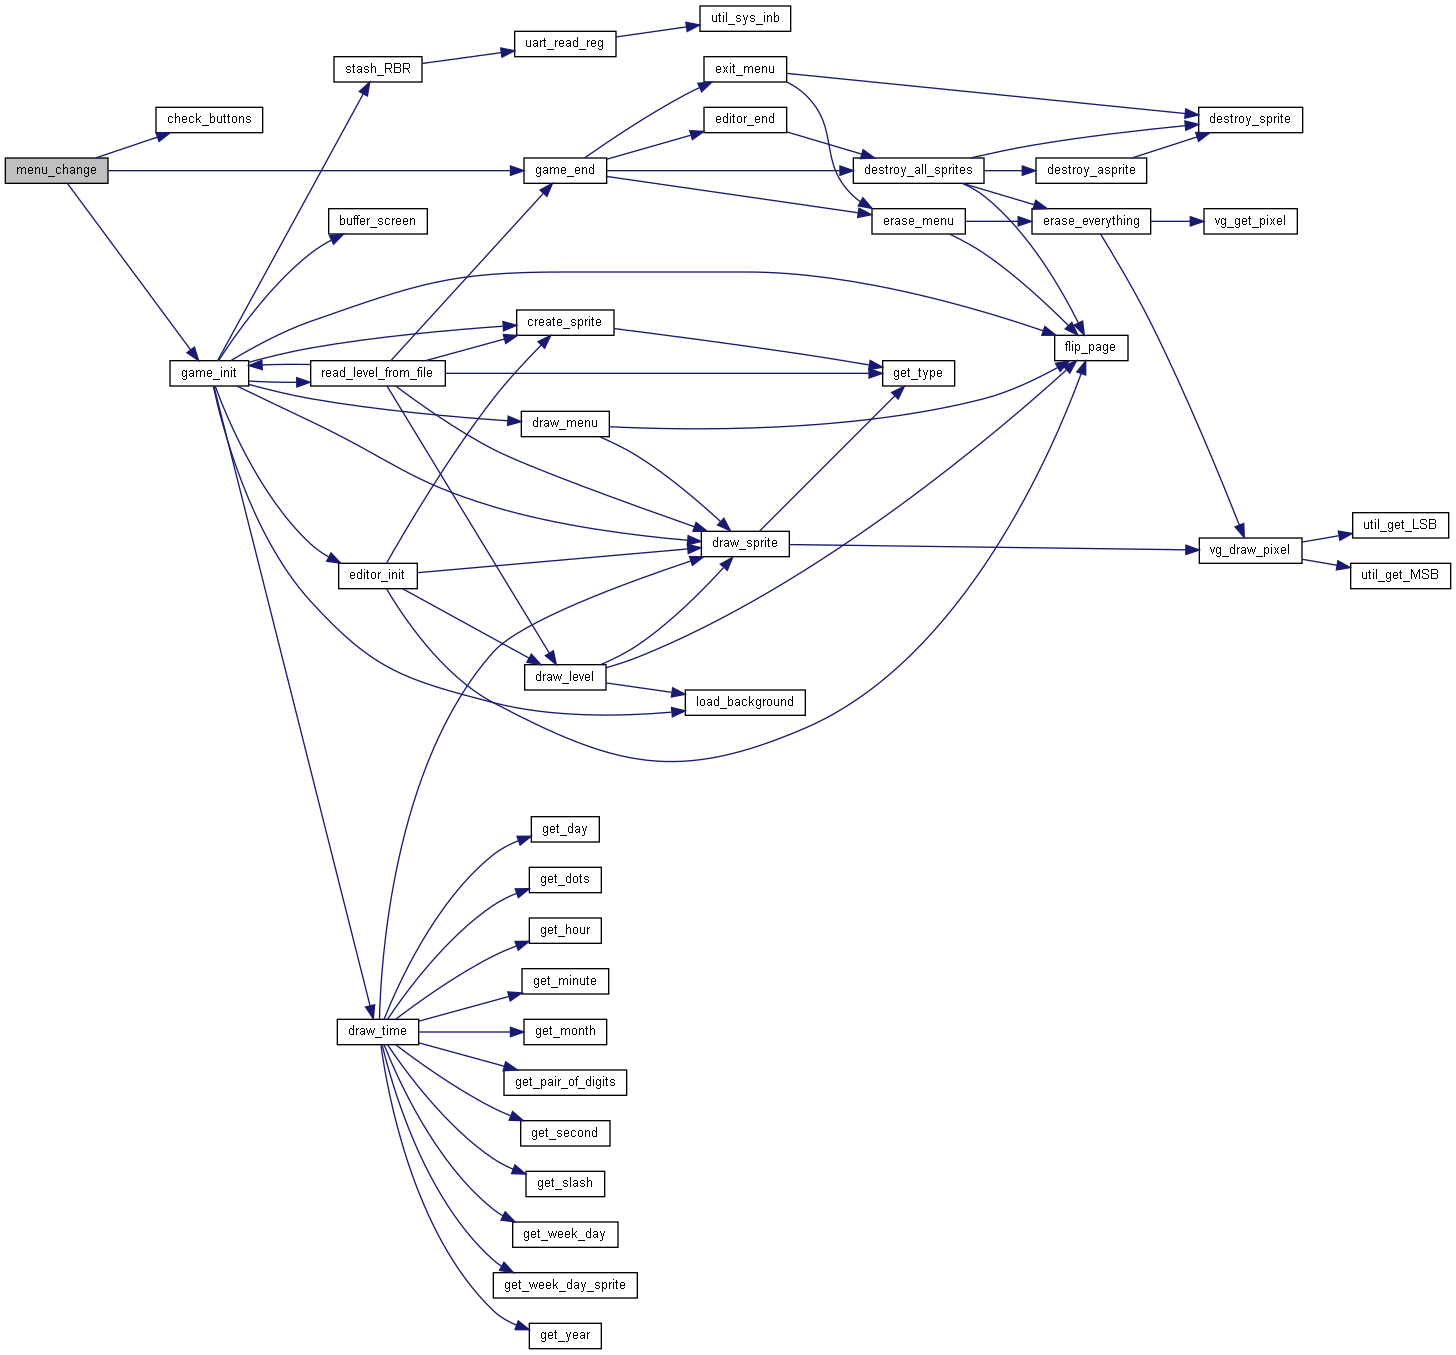 util_sys_inb
uart_read_reg
stash_RBR
exit_menu
check_buttons
editor_end
destroy_sprite
menu_change
game_end
destroy_all_sprites
destroy_asprite
buffer_screen
erase_menu
erase_everything
vg_get_pixel
create_sprite
flip_page
game_init
read_level_from_file
get_type
draw_menu
util_get_LSB
draw_sprite
vg_draw_pixel
editor_init
util_get_MSB
draw_level
load_background
get_day
get_dots
get_hour
get_minute
draw_time
get_month
get_pair_of_digits
get_second
get_slash
get_week_day
get_week_day_sprite
get_year